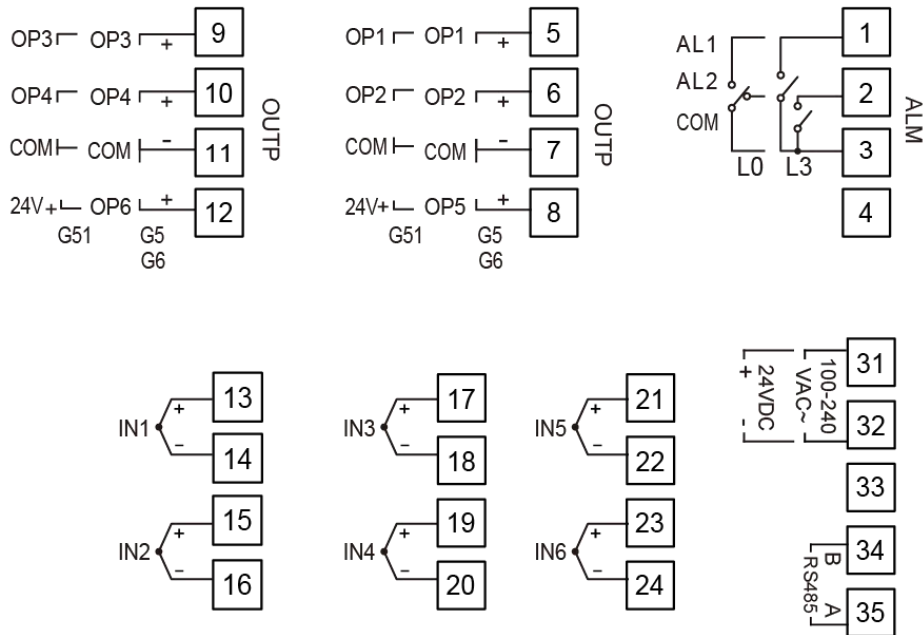 OP3 OP3 + 9
OP4 OP4 + 10
COM COM - 11
24V+ OP6 + 12
G51 G5
G6
OUTP
OP1 OP1 + 5
OP2 OP2 + 6
COM COM - 7
24V+ OP5 + 8
G51 G5
G6
OUTP
AL1 1
AL2 2
COM 3
L0 L3
4
ALM
IN1 + 13
- 14
IN2 + 15
- 16
IN3 + 17
- 18
IN4 + 19
- 20
IN5 + 21
- 22
IN6 + 23
- 24
+ -
24VDC
100-240
VAC~
31
32
33
34
35
B A
RS485